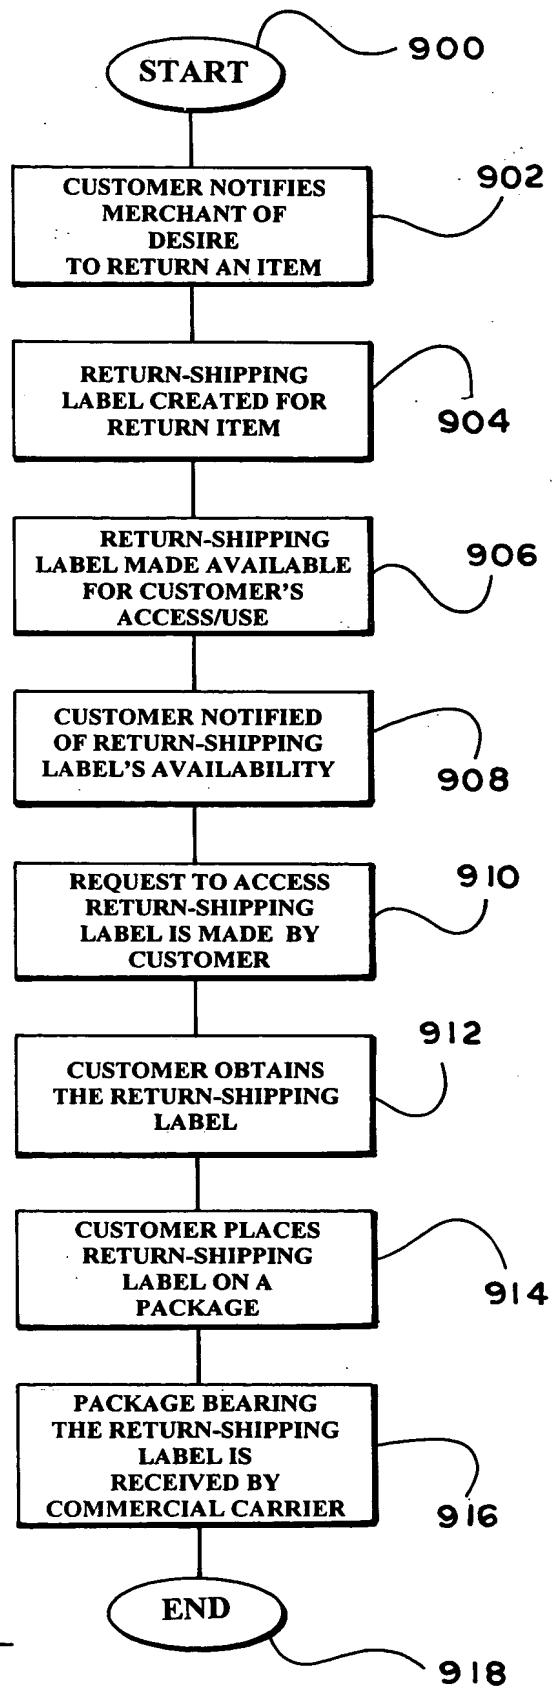 START
900
CUSTOMER NOTIFIES
MERCHANT OF
DESIRE
TO RETURN AN ITEM
902
RETURN-SHIPPING
LABEL CREATED FOR
RETURN ITEM
904
RETURN-SHIPPING
LABEL MADE AVAILABLE
FOR CUSTOMER'S
ACCESS/USE
906
CUSTOMER NOTIFIED
OF RETURN-SHIPPING
LABEL'S AVAILABILITY
908
REQUEST TO ACCESS
RETURN-SHIPPING
LABEL IS MADE BY
CUSTOMER
910
CUSTOMER OBTAINS
THE RETURN-SHIPPING
LABEL
912
CUSTOMER PLACES
RETURN-SHIPPING
LABEL ON A
PACKAGE
914
PACKAGE BEARING
THE RETURN-SHIPPING
LABEL IS
RECEIVED BY
COMMERCIAL CARRIER
916
END
918